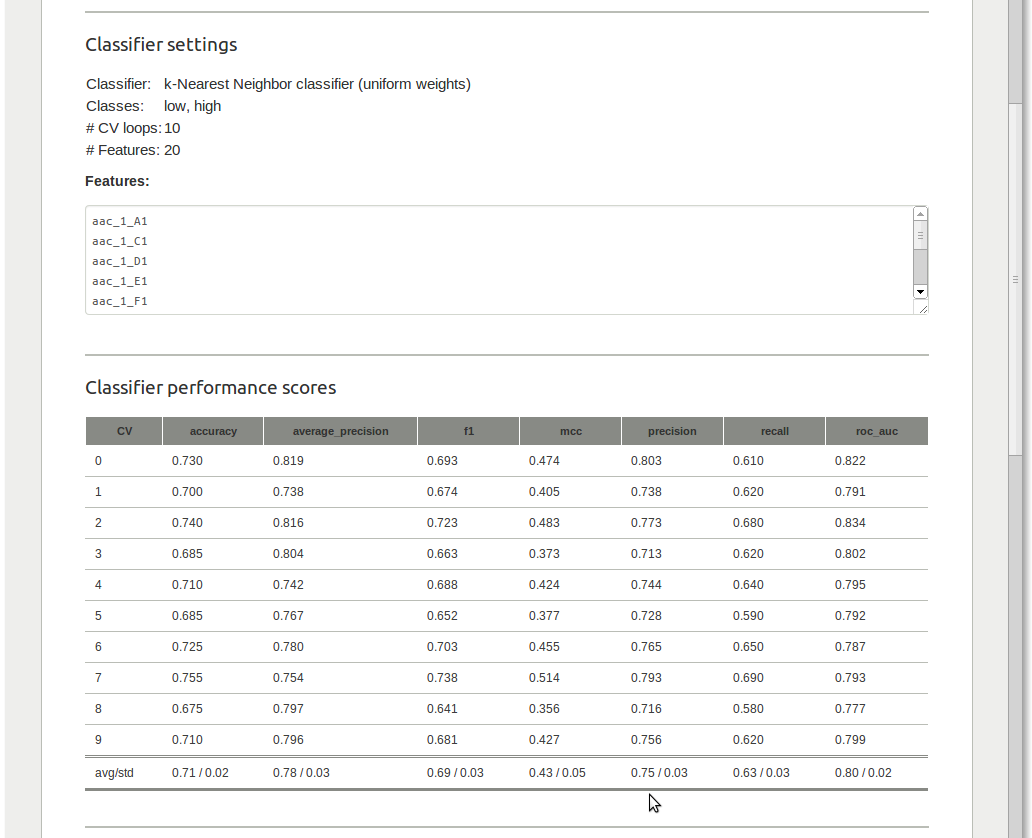 Classifier settings
Classifier: k-Nearest Neighbor classifier (uniform weights)
Classes: low, high
# CV loops: 10
# Features: 20
Features:
aac_1_A1
aac_1_C1
aac_1_D1
aac_1_E1
aac_1_F1
Classifier performance scores
CV accuracy average_precision f1 mcc precision recall roc_auc
0 0.730 0.819 0.693 0.474 0.803 0.610 0.822
1 0.700 0.738 0.674 0.405 0.738 0.620 0.791
2 0.740 0.816 0.723 0.483 0.773 0.680 0.834
3 0.685 0.804 0.663 0.373 0.713 0.620 0.802
4 0.710 0.742 0.688 0.424 0.744 0.640 0.795
5 0.685 0.767 0.652 0.377 0.728 0.590 0.792
6 0.725 0.780 0.703 0.455 0.765 0.650 0.787
7 0.755 0.754 0.738 0.514 0.793 0.690 0.793
8 0.675 0.797 0.641 0.356 0.716 0.580 0.777
9 0.710 0.796 0.681 0.427 0.756 0.620 0.799
avg/std 0.71 / 0.02 0.78 / 0.03 0.69 / 0.03 0.43 / 0.05 0.75 / 0.03 0.63 / 0.03 0.80 / 0.02